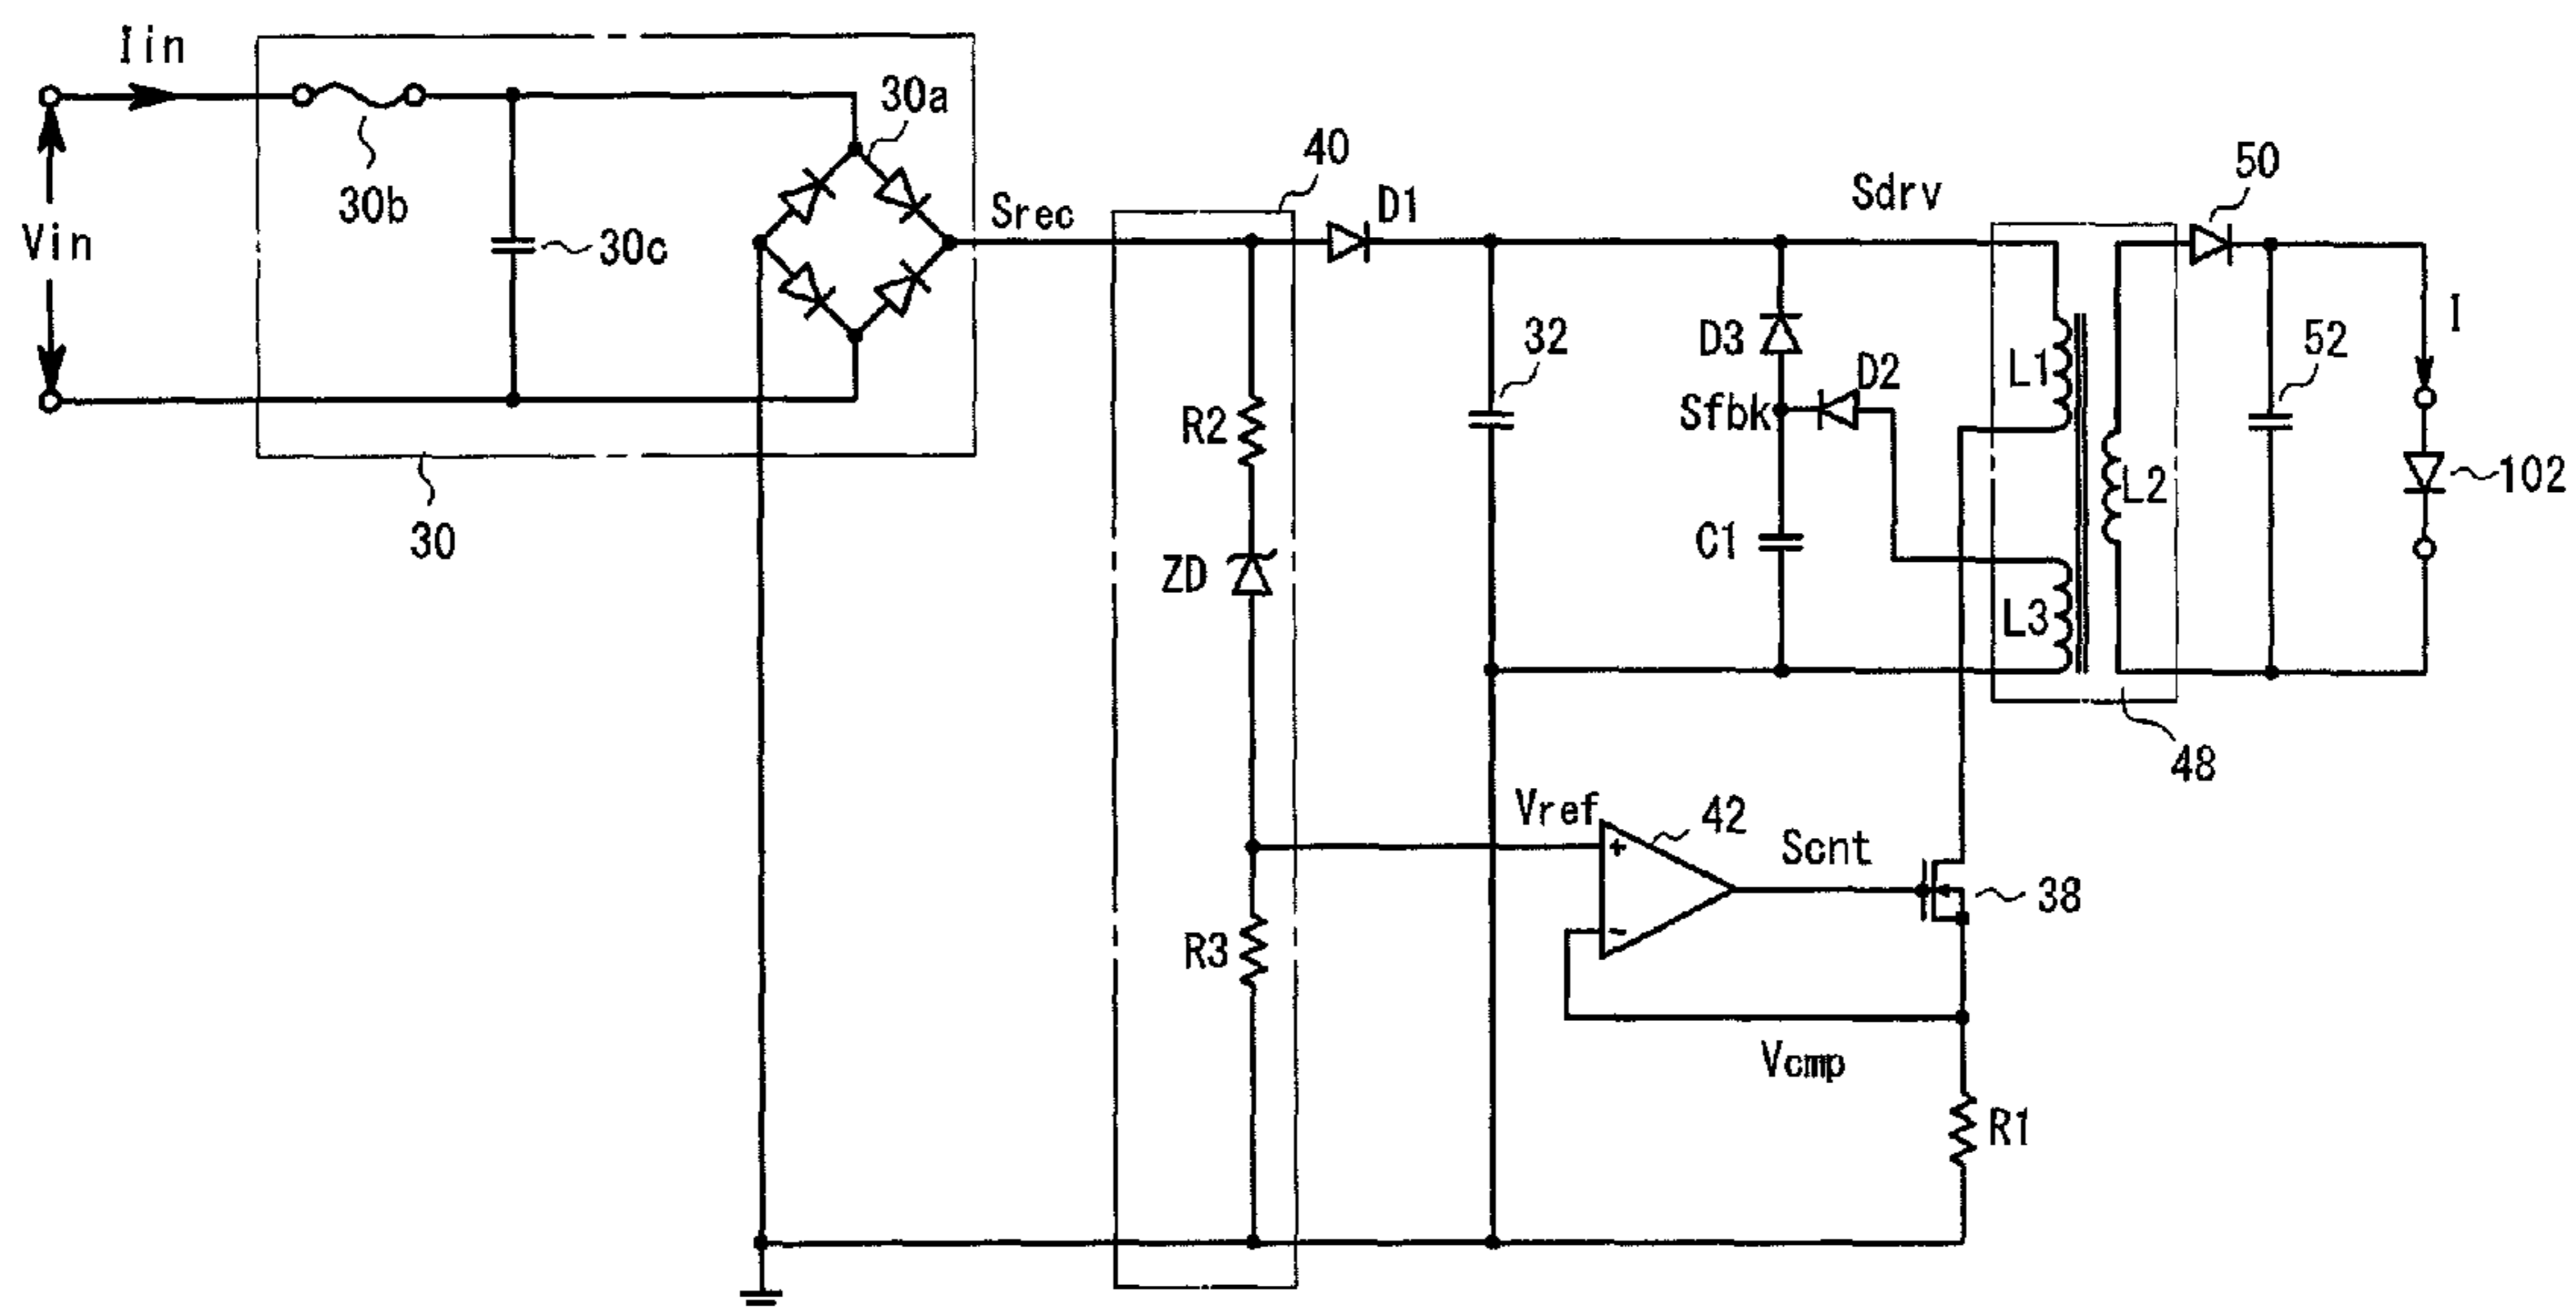 Iin
30a
40
50
D1
Sdrv
Srec
30b
Vin
30c
I
32
D3
D2
L1
52
Sfbk
R2
102
L2
30
C1
ZD
L3
48
Vref
42
Scnt
+
38
-
R3
Vcmp
R1